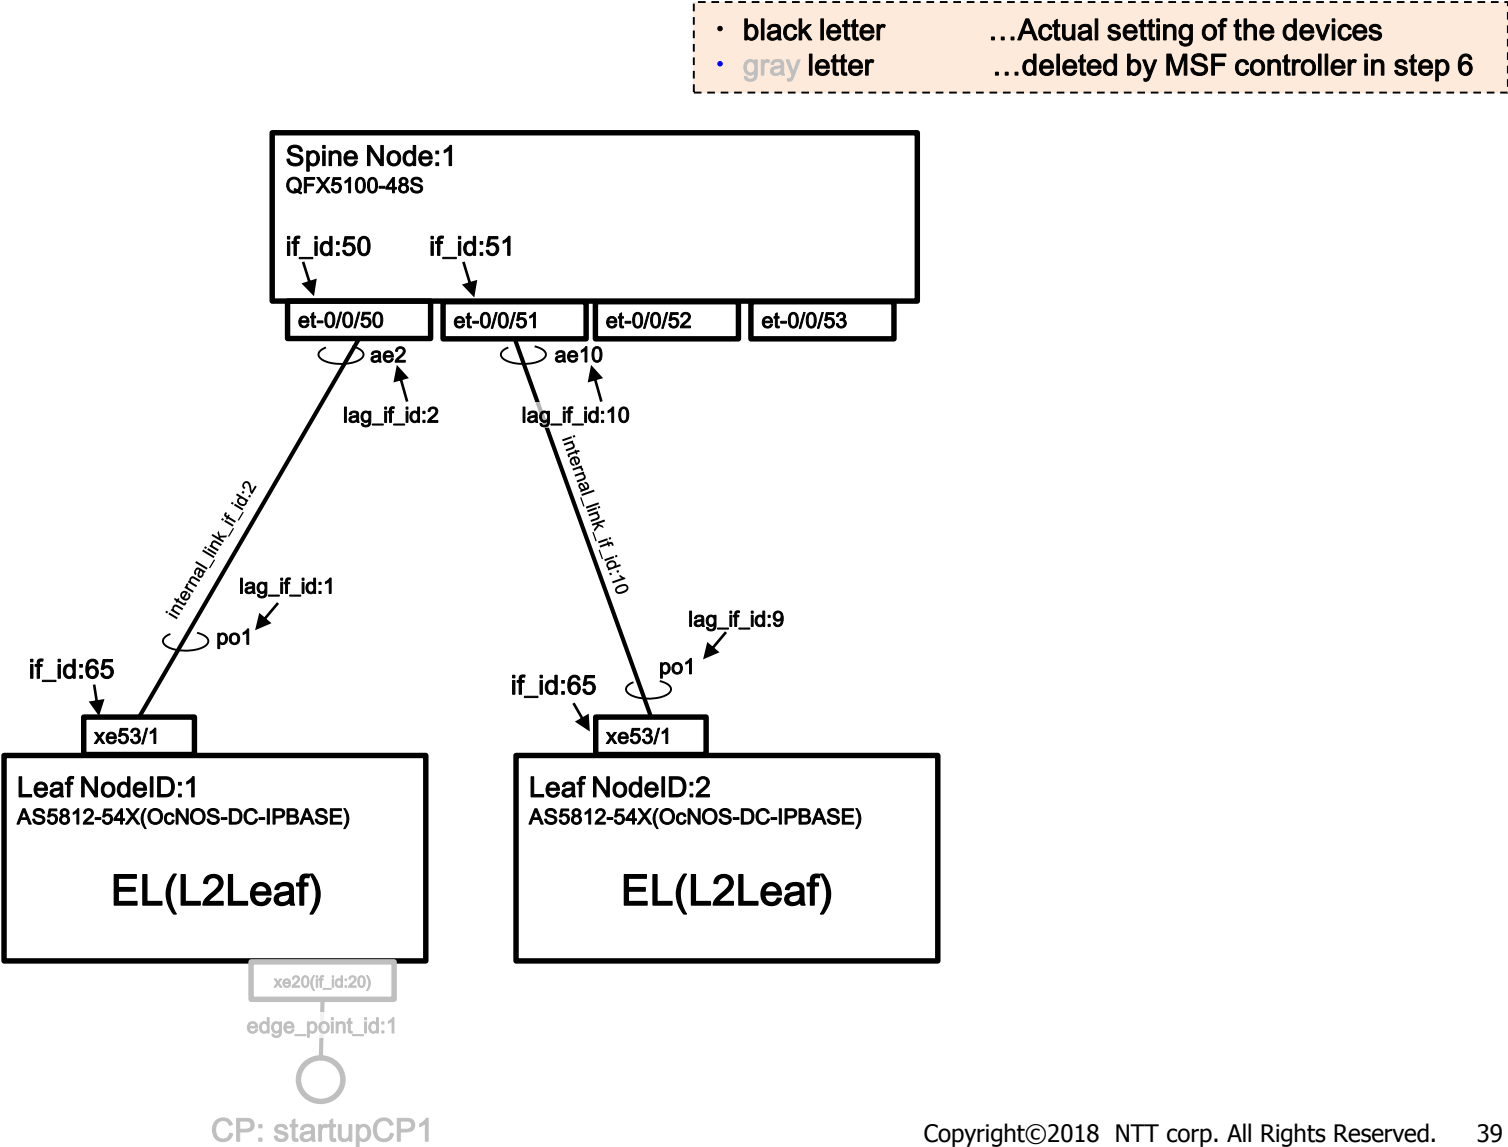 ・ black letter …Actual setting of the devices
・ gray letter …deleted by MSF controller in step 6
Spine Node:1
QFX5100-48S
if_id:50 if_id:51
et-0/0/50 et-0/0/51 et-0/0/52 et-0/0/53
ae2 ae10
lag_if_id:2 lag_if_id:10
internal_link_if_id:2
internal_link_if_id:10
lag_if_id:1
po1
lag_if_id:9
po1
if_id:65
if_id:65
xe53/1 xe53/1
Leaf NodeID:1
AS5812-54X(OcNOS-DC-IPBASE)
EL(L2Leaf)
Leaf NodeID:2
AS5812-54X(OcNOS-DC-IPBASE)
EL(L2Leaf)
xe20(if_id:20)
edge_point_id:1
CP: startupCP1
Copyright©2018 NTT corp. All Rights Reserved. 39